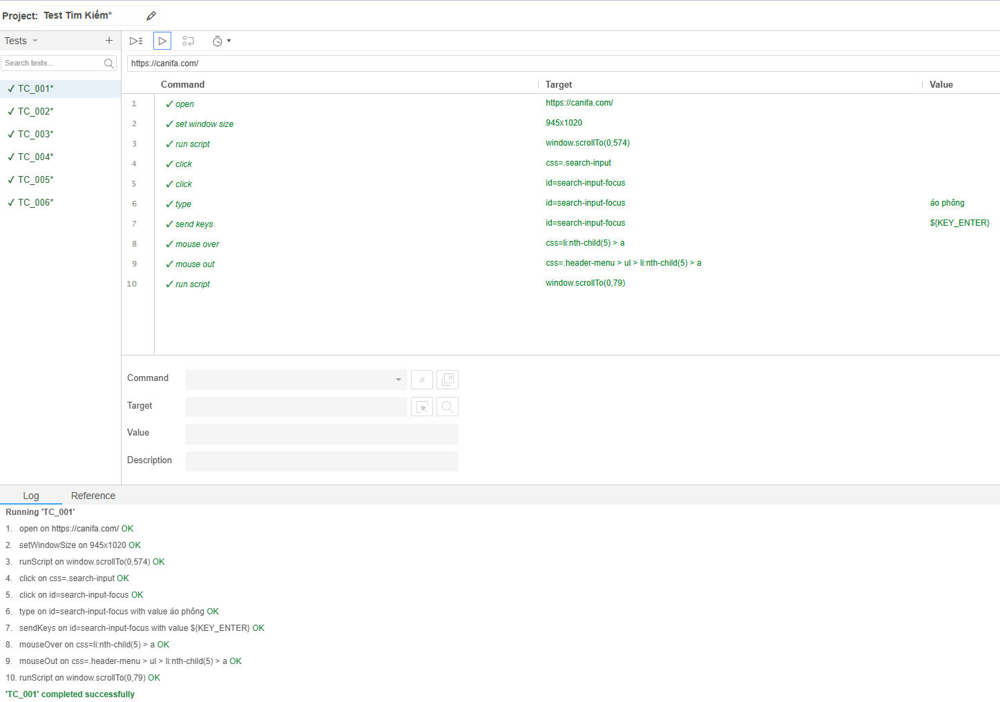 Project: Test Tìm Kiếm*
Tests
Search tests...
https://canifa.com/
TC_001*
TC_002*
TC_003*
TC_004*
TC_005*
TC_006*
Command Target Value
1 open https://canifa.com/
2 set window size 945x1020
3 run script window.scrollTo(0,574)
4 click css=.search-input
5 click id=search-input-focus
6 type id=search-input-focus áo phông
7 send keys id=search-input-focus ${KEY_ENTER}
8 mouse over css=li:nth-child(5) > a
9 mouse out css=.header-menu > ul > li:nth-child(5) > a
10 run script window.scrollTo(0,79)
Command //
Target
Value
Description
Log Reference
Running 'TC_001'
1. open on https://canifa.com/ OK
2. setWindowSize on 945x1020 OK
3. runScript on window.scrollTo(0,574) OK
4. click on css=.search-input OK
5. click on id=search-input-focus OK
6. type on id=search-input-focus with value áo phông OK
7. sendKeys on id=search-input-focus with value ${KEY_ENTER} OK
8. mouseOver on css=li:nth-child(5) > a OK
9. mouseOut on css=.header-menu > ul > li:nth-child(5) > a OK
10. runScript on window.scrollTo(0,79) OK
'TC_001' completed successfully